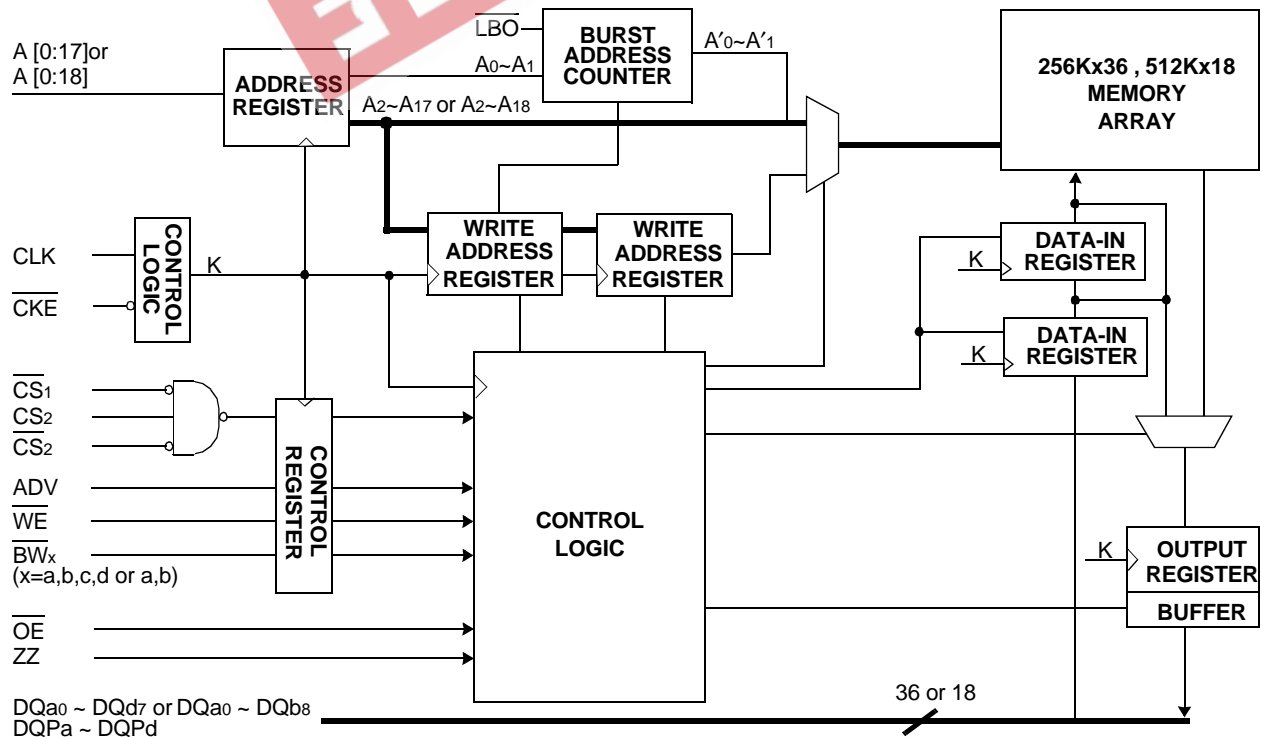 A [0:17]or
A [0:18]
ADDRESS
REGISTER
LBO
BURST
ADDRESS
COUNTER
A0~A1
A′0~A′1
A2~A17 or A2~A18
256Kx36 , 512Kx18
MEMORY
ARRAY
WRITE
ADDRESS
REGISTER
WRITE
ADDRESS
REGISTER
CLK
CKE
CONTROL
LOGIC
K
K
DATA-IN
REGISTER
K
DATA-IN
REGISTER
CS1
CS2
CS2
ADV
WE
BWx
(x=a,b,c,d or a,b)
CONTROL
REGISTER
CONTROL
LOGIC
K
OUTPUT
REGISTER
BUFFER
OE
ZZ
DQa0 ~ DQd7 or DQa0 ~ DQb8
DQPa ~ DQPd
36 or 18